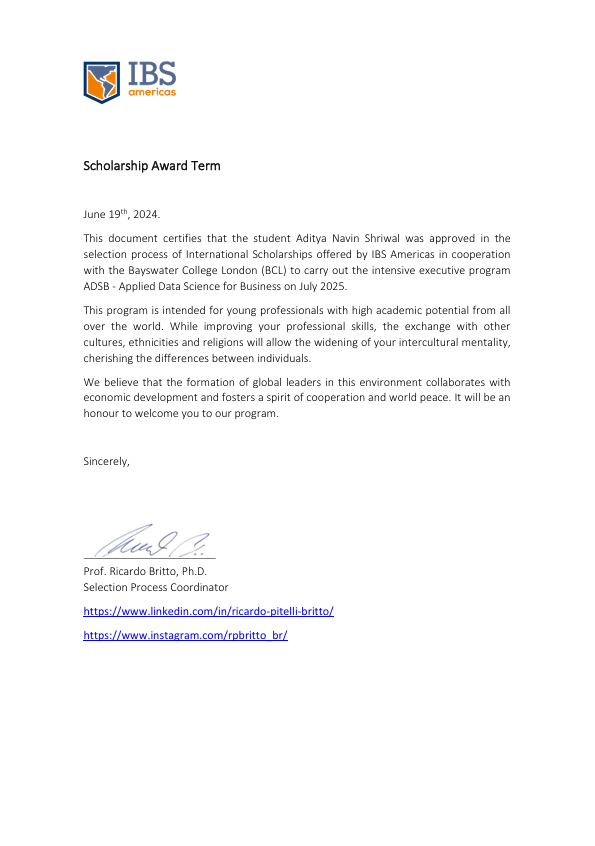 IBS
americas
Scholarship Award Term
June 19th, 2024.
This document certifies that the student Aditya Navin Shriwal was approved in the
selection process of International Scholarships offered by IBS Americas in cooperation
with the Bayswater College London (BCL) to carry out the intensive executive program
ADSB - Applied Data Science for Business on July 2025.
This program is intended for young professionals with high academic potential from all
over the world. While improving your professional skills, the exchange with other
cultures, ethnicities and religions will allow the widening of your intercultural mentality,
cherishing the differences between individuals.
We believe that the formation of global leaders in this environment collaborates with
economic development and fosters a spirit of cooperation and world peace. It will be an
honour to welcome you to our program.
Sincerely,
Prof. Ricardo Britto, Ph.D.
Selection Process Coordinator
https://www.linkedin.com/in/ricardo-pitelli-britto/
https://www.instagram.com/rpbritto_br/